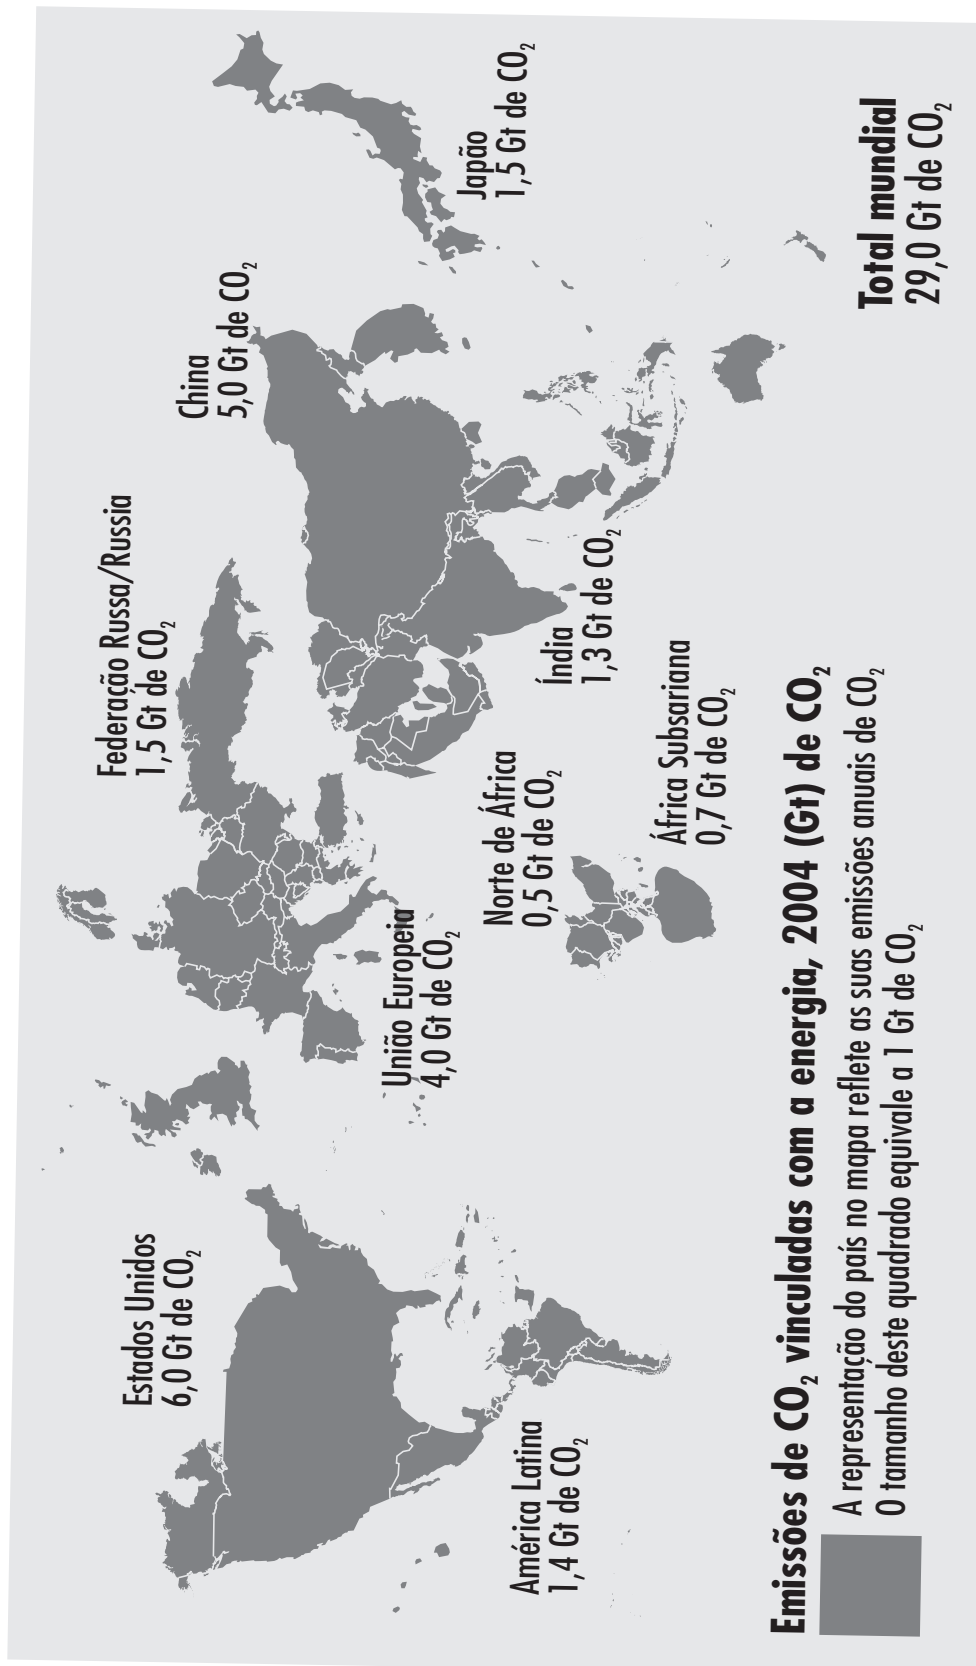 Federação Russa/Russia
1,5 Gt de CO₂
China
5,0 Gt de CO₂
Japão
1,5 Gt de CO₂
Estados Unidos
6,0 Gt de CO₂
União Europeia
4,0 Gt de CO₂
Norte de África
0,5 Gt de CO₂
Índia
1,3 Gt de CO₂
América Latina
1,4 Gt de CO₂
África Subsariana
0,7 Gt de CO₂
Emissões de CO₂ vinculadas com a energia, 2004 (Gt) de CO₂
A representação do país no mapa reflete as suas emissões anuais de CO₂
O tamanho deste quadrado equivale a 1 Gt de CO₂
Total mundial
29,0 Gt de CO₂